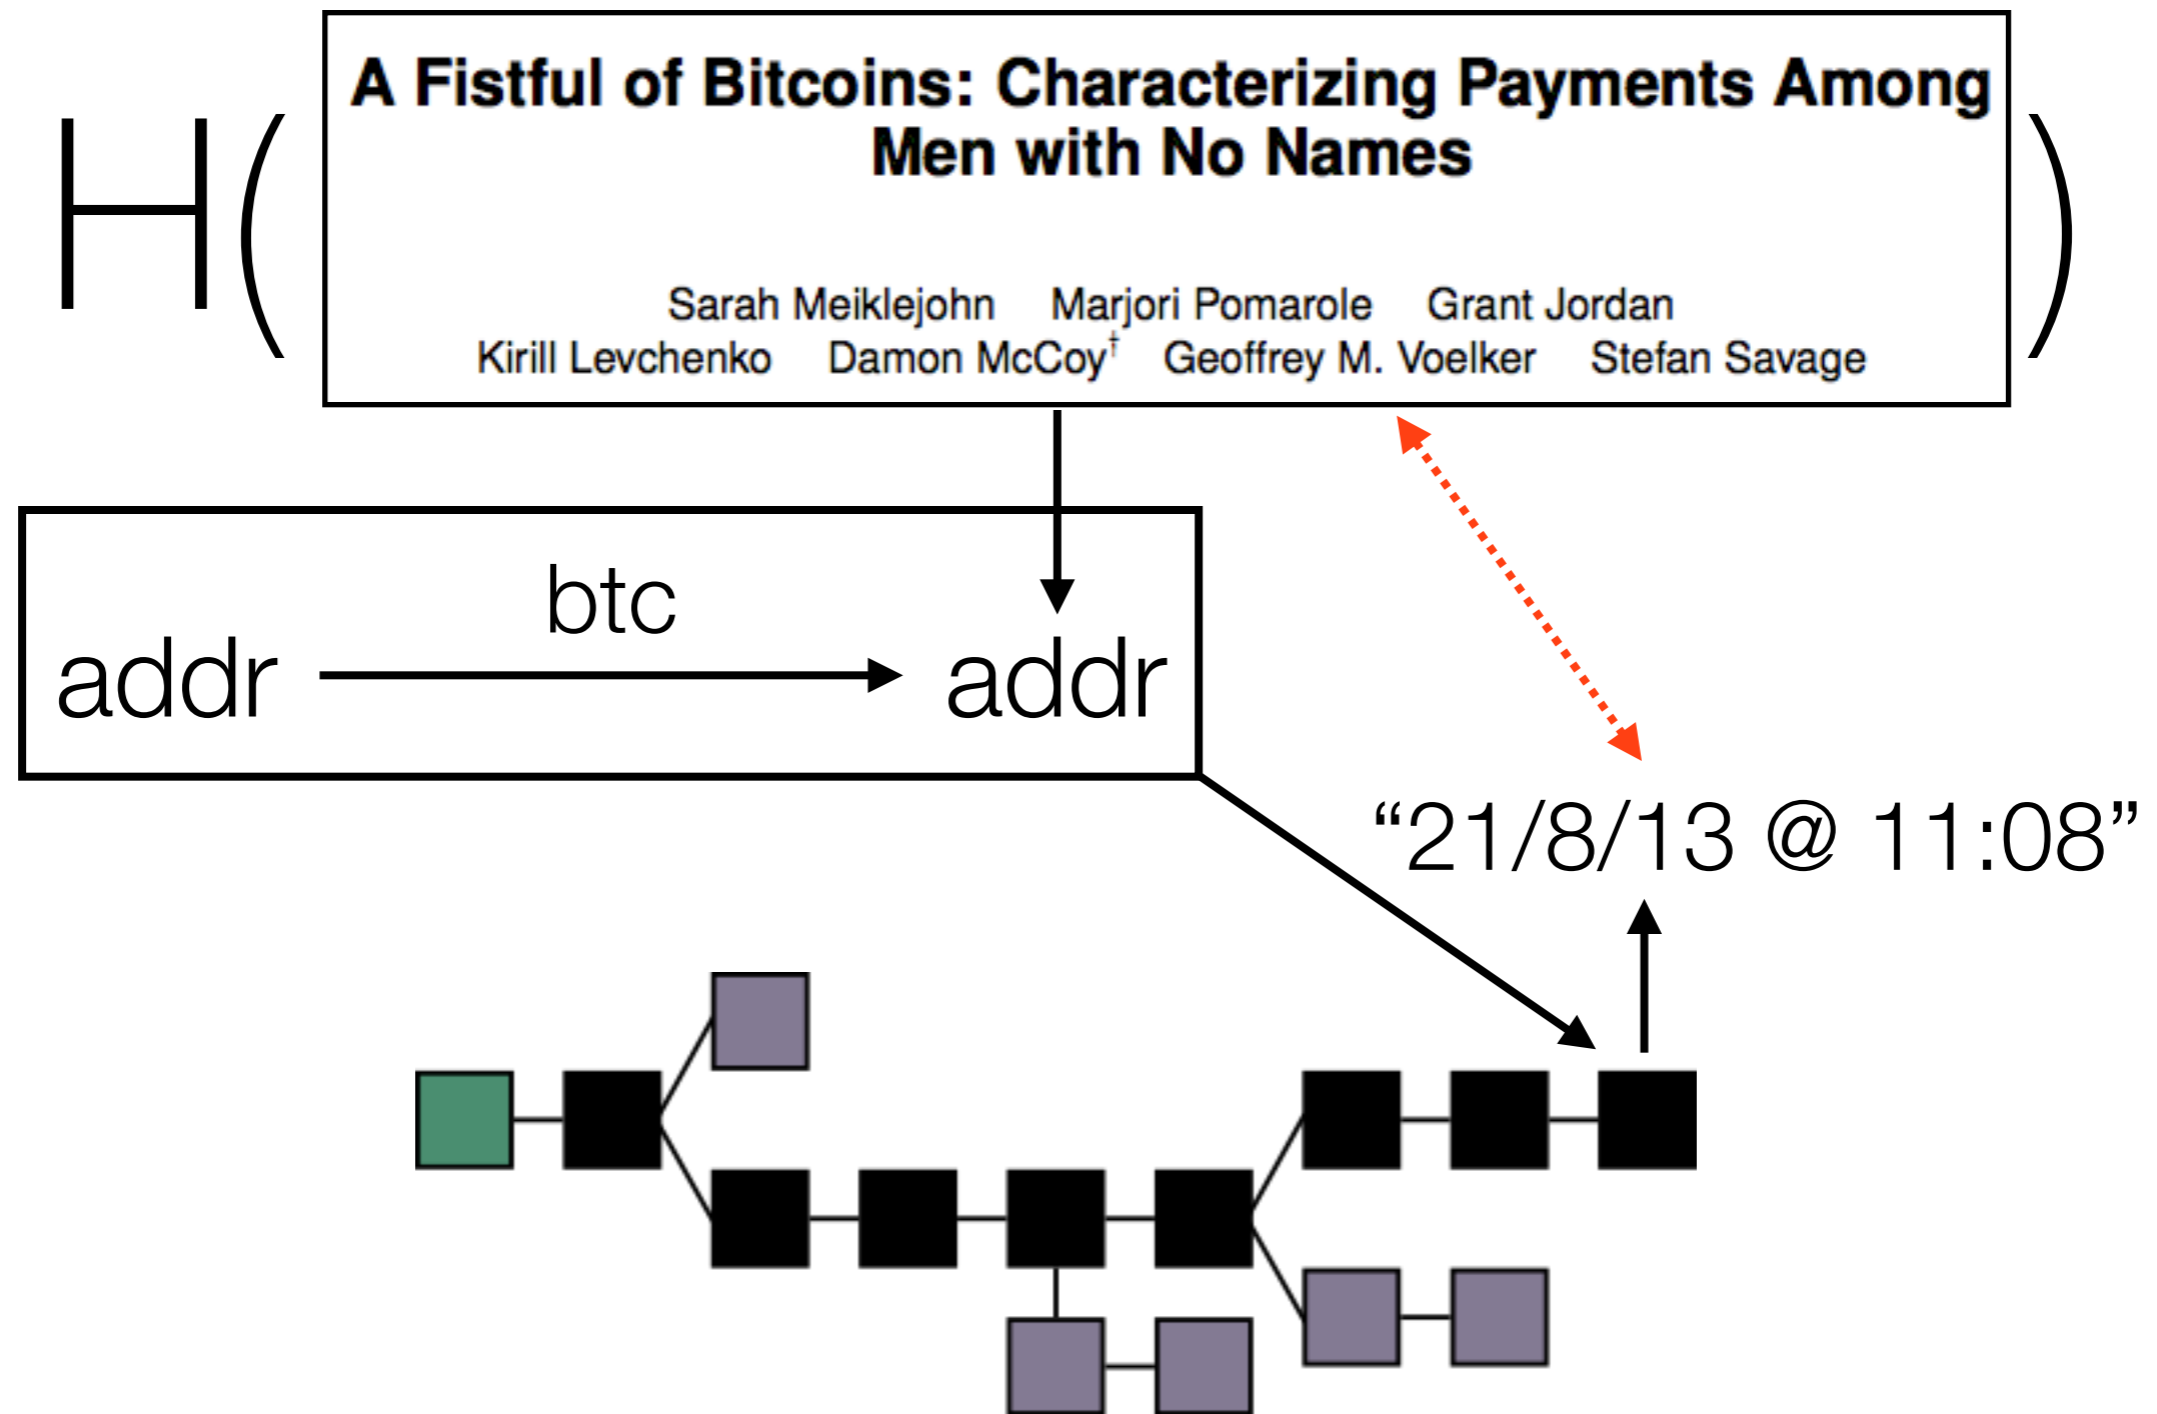 H(
A Fistful of Bitcoins: Characterizing Payments Among
Men with No Names
Sarah Meiklejohn Marjori Pomarole Grant Jordan
Kirill Levchenko Damon McCoy† Geoffrey M. Voelker Stefan Savage
)
btc
addr addr
“21/8/13 @ 11:08”